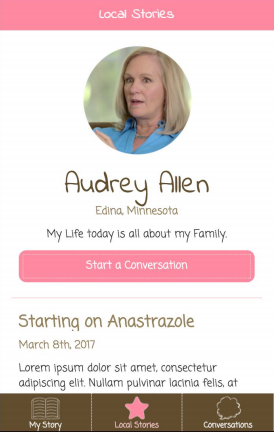 Local Stories
Audrey Allen
Edina, Minnesota
My Life today is all about my Family.
Start a Conversation
Starting on Anastrazole
March 8th, 2017
Lorem ipsum dolor sit amet, consectetur
adipiscing elit. Nullam pulvinar lacinia felis, at
My Story
Local Stories
Conversations